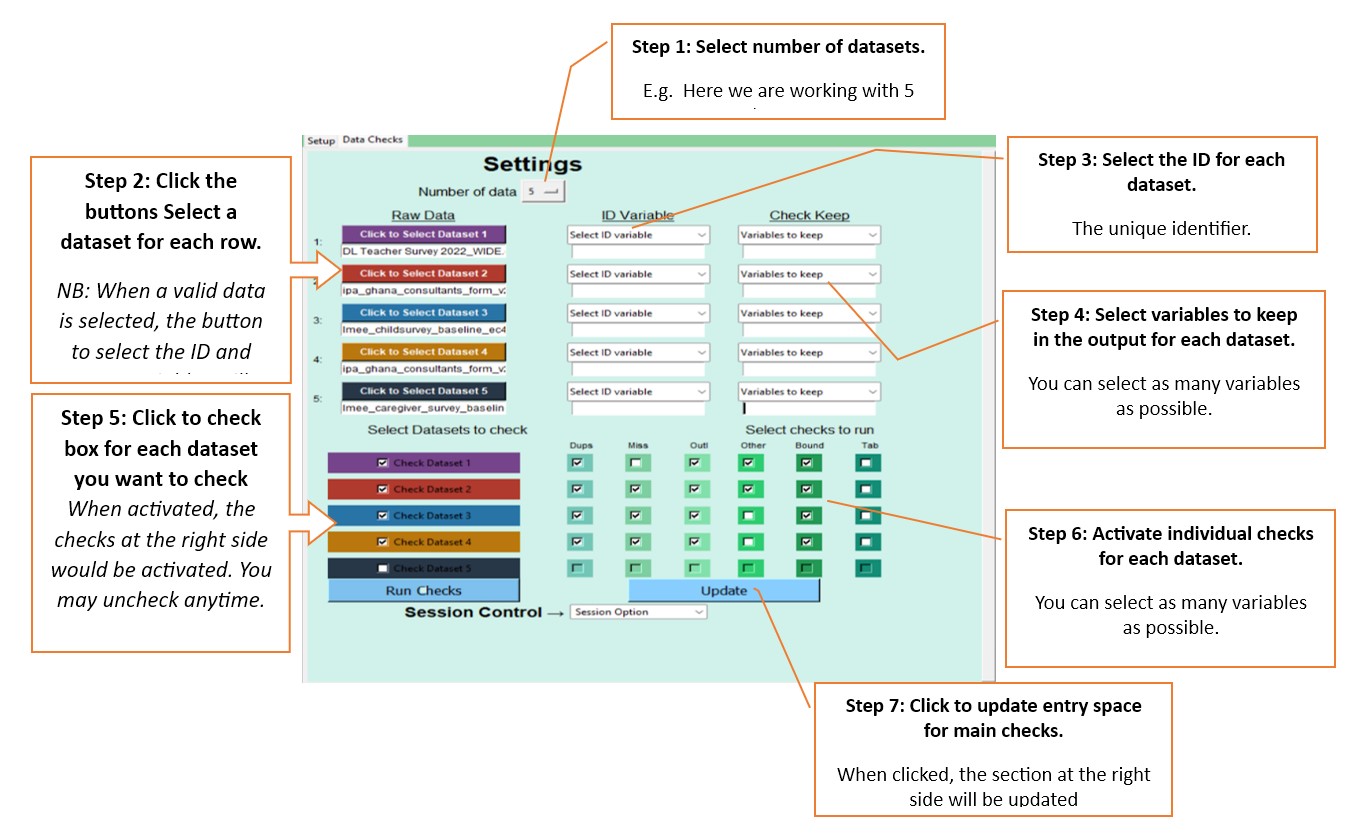 Step 1: Select number of datasets.
E.g. Here we are working with 5
Setup Data Checks
Settings
Number of data 5
Raw Data ID Variable Check Keep
1: Click to Select Dataset 1 Select ID variable Variables to keep
DL Teacher Survey 2022_WIDE.
Click to Select Dataset 2 Select ID variable Variables to keep
ipa_ghana_consultants_form_v
3: Click to Select Dataset 3 Select ID variable Variables to keep
lmee_childsurvey_baseline_ec4
4: Click to Select Dataset 4 Select ID variable Variables to keep
ipa_ghana_consultants_form_v
5: Click to Select Dataset 5 Select ID variable Variables to keep
lmee_caregiver_survey_baselin
Select Datasets to check Select checks to run
Dups Miss Outl Other Bound Tab
Check Dataset 1
Check Dataset 2
Check Dataset 3
Check Dataset 4
Check Dataset 5
Run Checks Update
Session Control → Session Option
Step 2: Click the
buttons Select a
dataset for each row.
NB: When a valid data
is selected, the button
to select the ID and
Step 3: Select the ID for each
dataset.
The unique identifier.
Step 4: Select variables to keep
in the output for each dataset.
You can select as many variables
as possible.
Step 5: Click to check
box for each dataset
you want to check
When activated, the
checks at the right side
would be activated. You
may uncheck anytime.
Step 6: Activate individual checks
for each dataset.
You can select as many variables
as possible.
Step 7: Click to update entry space
for main checks.
When clicked, the section at the right
side will be updated